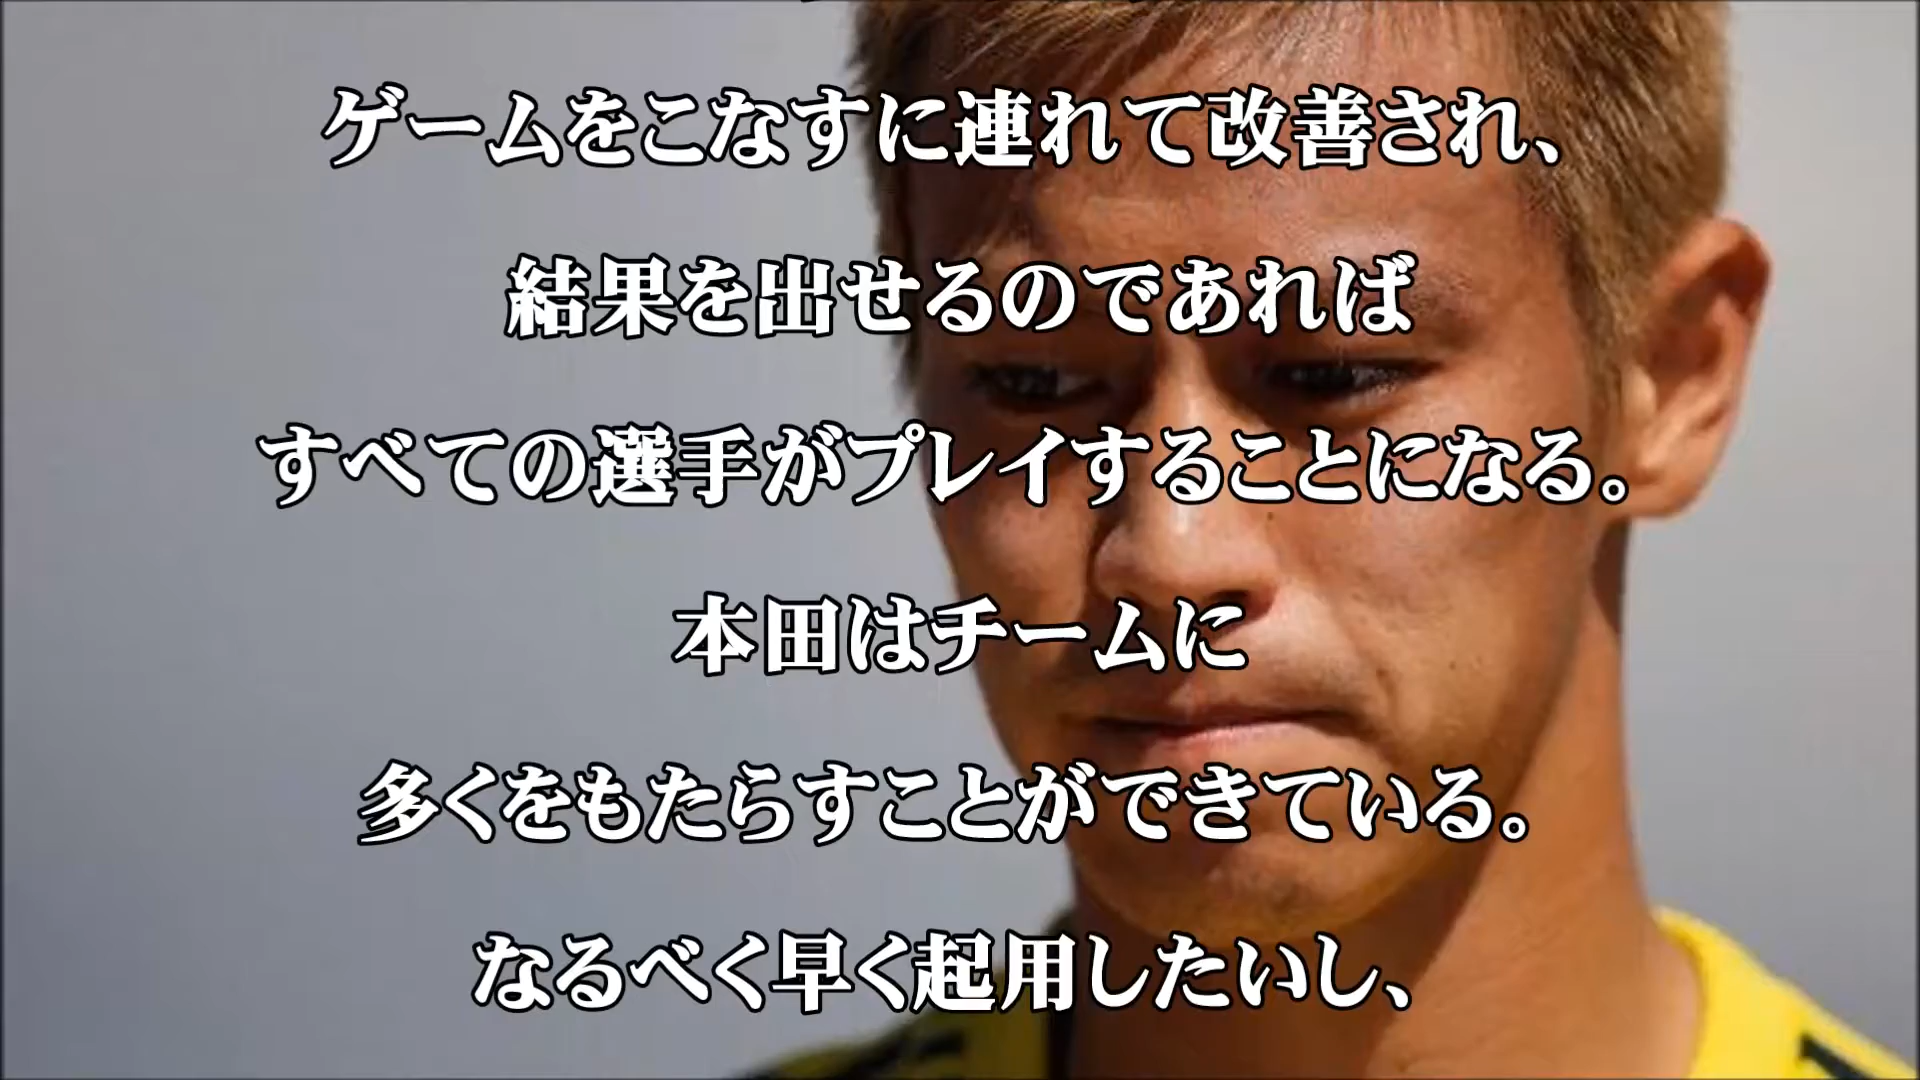 ゲームをこなすに連れて改善され、
結果を出せるのであれば
すべての選手がプレイすることになる。
本田はチームに
多くをもたらすことができている。
なるべく早く起用したいし、